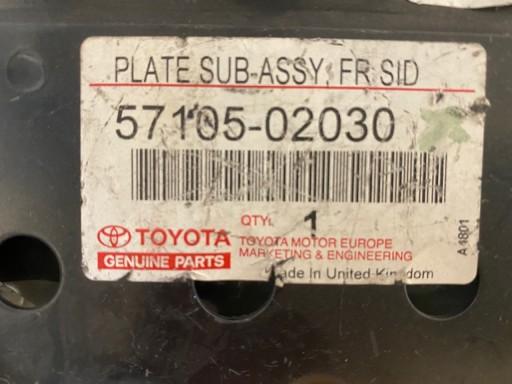 PLATE SUB-ASSY, FR SID
57105-02030
QTY. 1
TOYOTA
GENUINE PARTS
TOYOTA MOTOR EUROPE
MARKETING & ENGINEERING
Made In United Kingdom
A4801